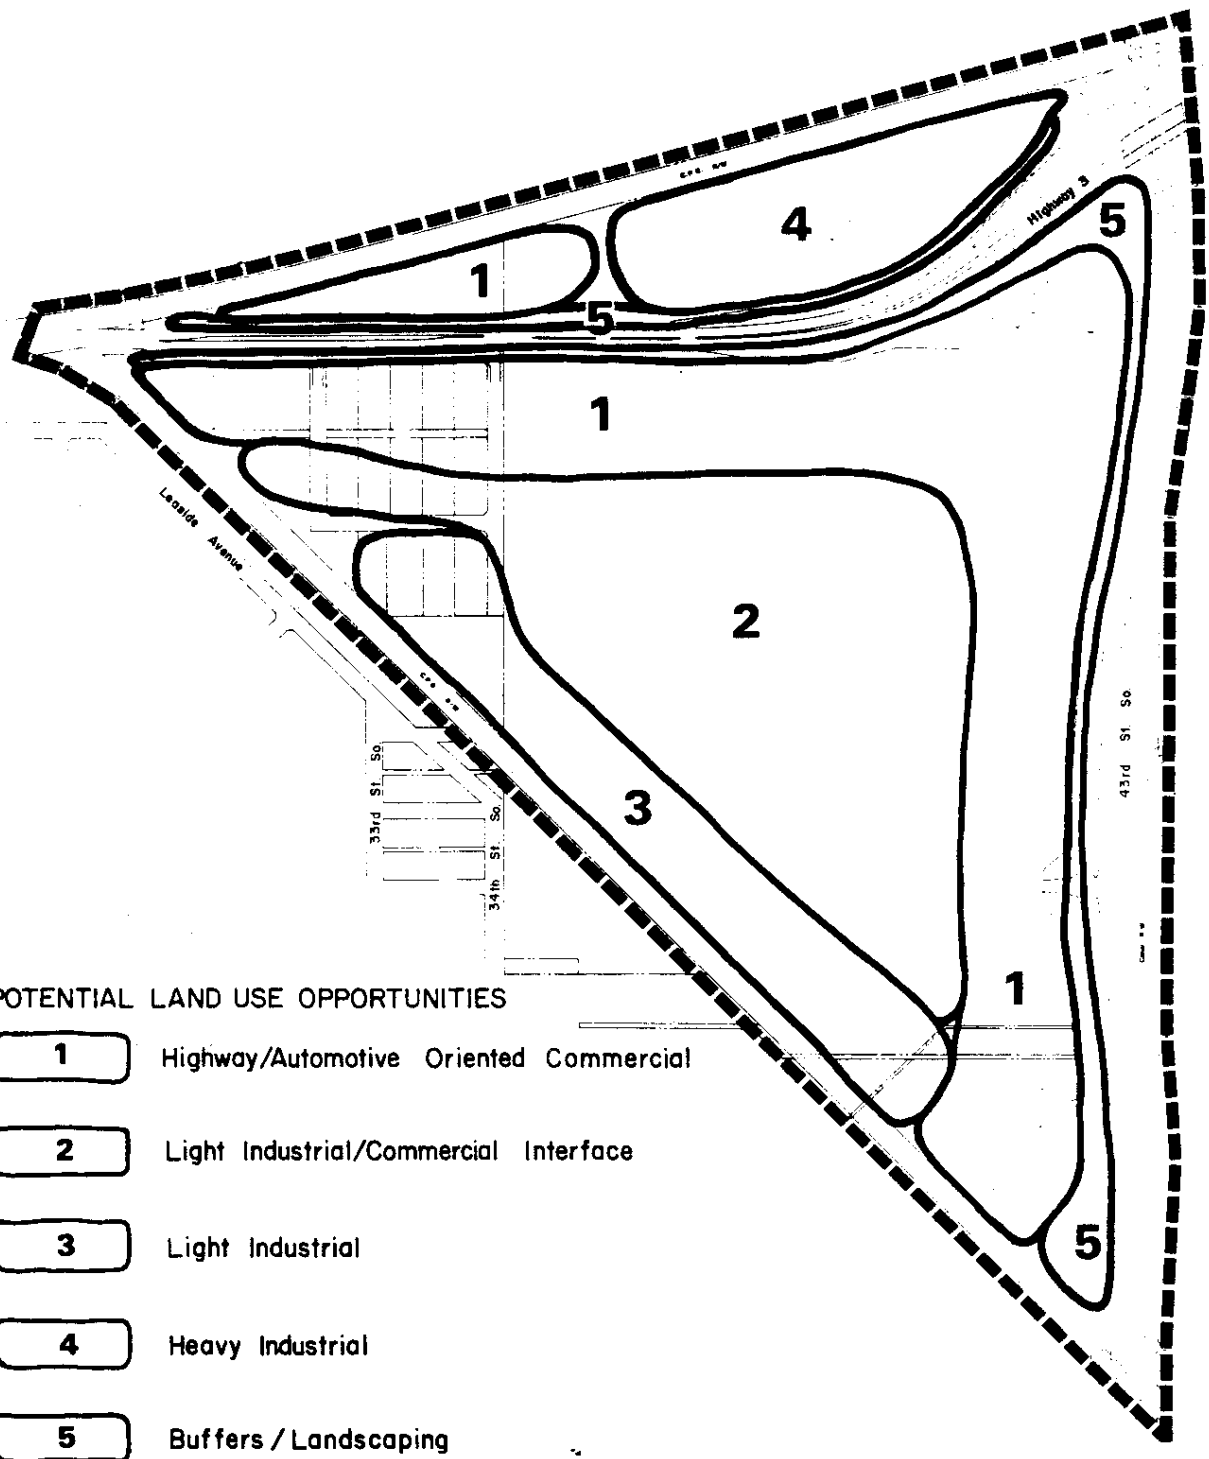 C.P.R. R/W
4
Highway 3
5
1
5
1
Leaside Avenue
2
C.P.R. R/W
43rd St. So.
3
33rd St. So.
34th St. So.
1
POTENTIAL LAND USE OPPORTUNITIES
1 Highway/Automotive Oriented Commercial
2 Light Industrial/Commercial Interface
3 Light Industrial
5
4 Heavy Industrial
5 Buffers / Landscaping